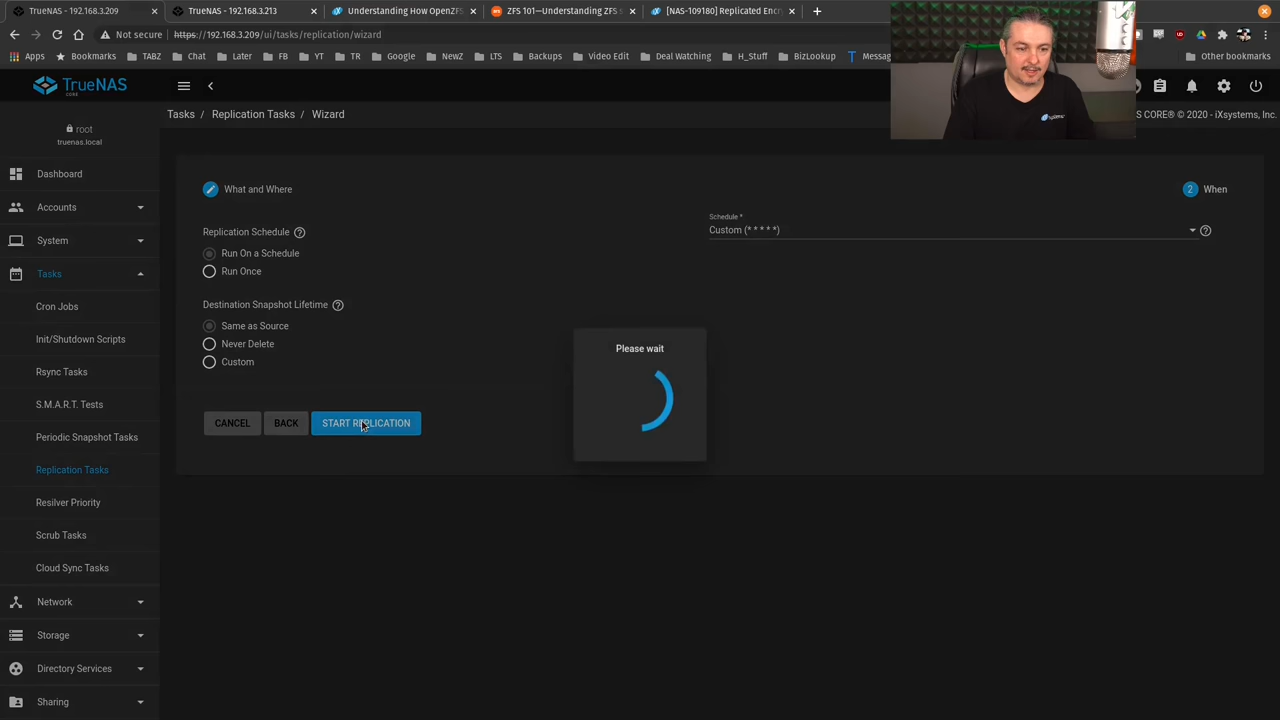 TrueNAS - 192.168.3.209
TrueNAS - 192.168.3.213
Understanding How OpenZFS
ZFS 101—Understanding ZFS s
[NAS-109180] Replicated Enc
Not secure
https://192.168.3.209/ui/tasks/replication/wizard
Apps
Bookmarks
TABZ
Chat
Later
FB
YT
TR
Google
NewZ
LTS
Backups
Video Edit
Deal Watching
H_Stuff
BizLookup
Messa
Other bookmarks
TrueNAS
CORE
S CORE® © 2020 - iXsystems, Inc.
root
truenas.local
Tasks / Replication Tasks / Wizard
Dashboard
Accounts
System
Tasks
Cron Jobs
Init/Shutdown Scripts
Rsync Tasks
S.M.A.R.T. Tests
Periodic Snapshot Tasks
Replication Tasks
Resilver Priority
Scrub Tasks
Cloud Sync Tasks
Network
Storage
Directory Services
Sharing
What and Where
2 When
Replication Schedule
Run On a Schedule
Run Once
Schedule *
Custom (* * * * *)
Destination Snapshot Lifetime
Same as Source
Never Delete
Custom
CANCEL
BACK
START REPLICATION
Please wait